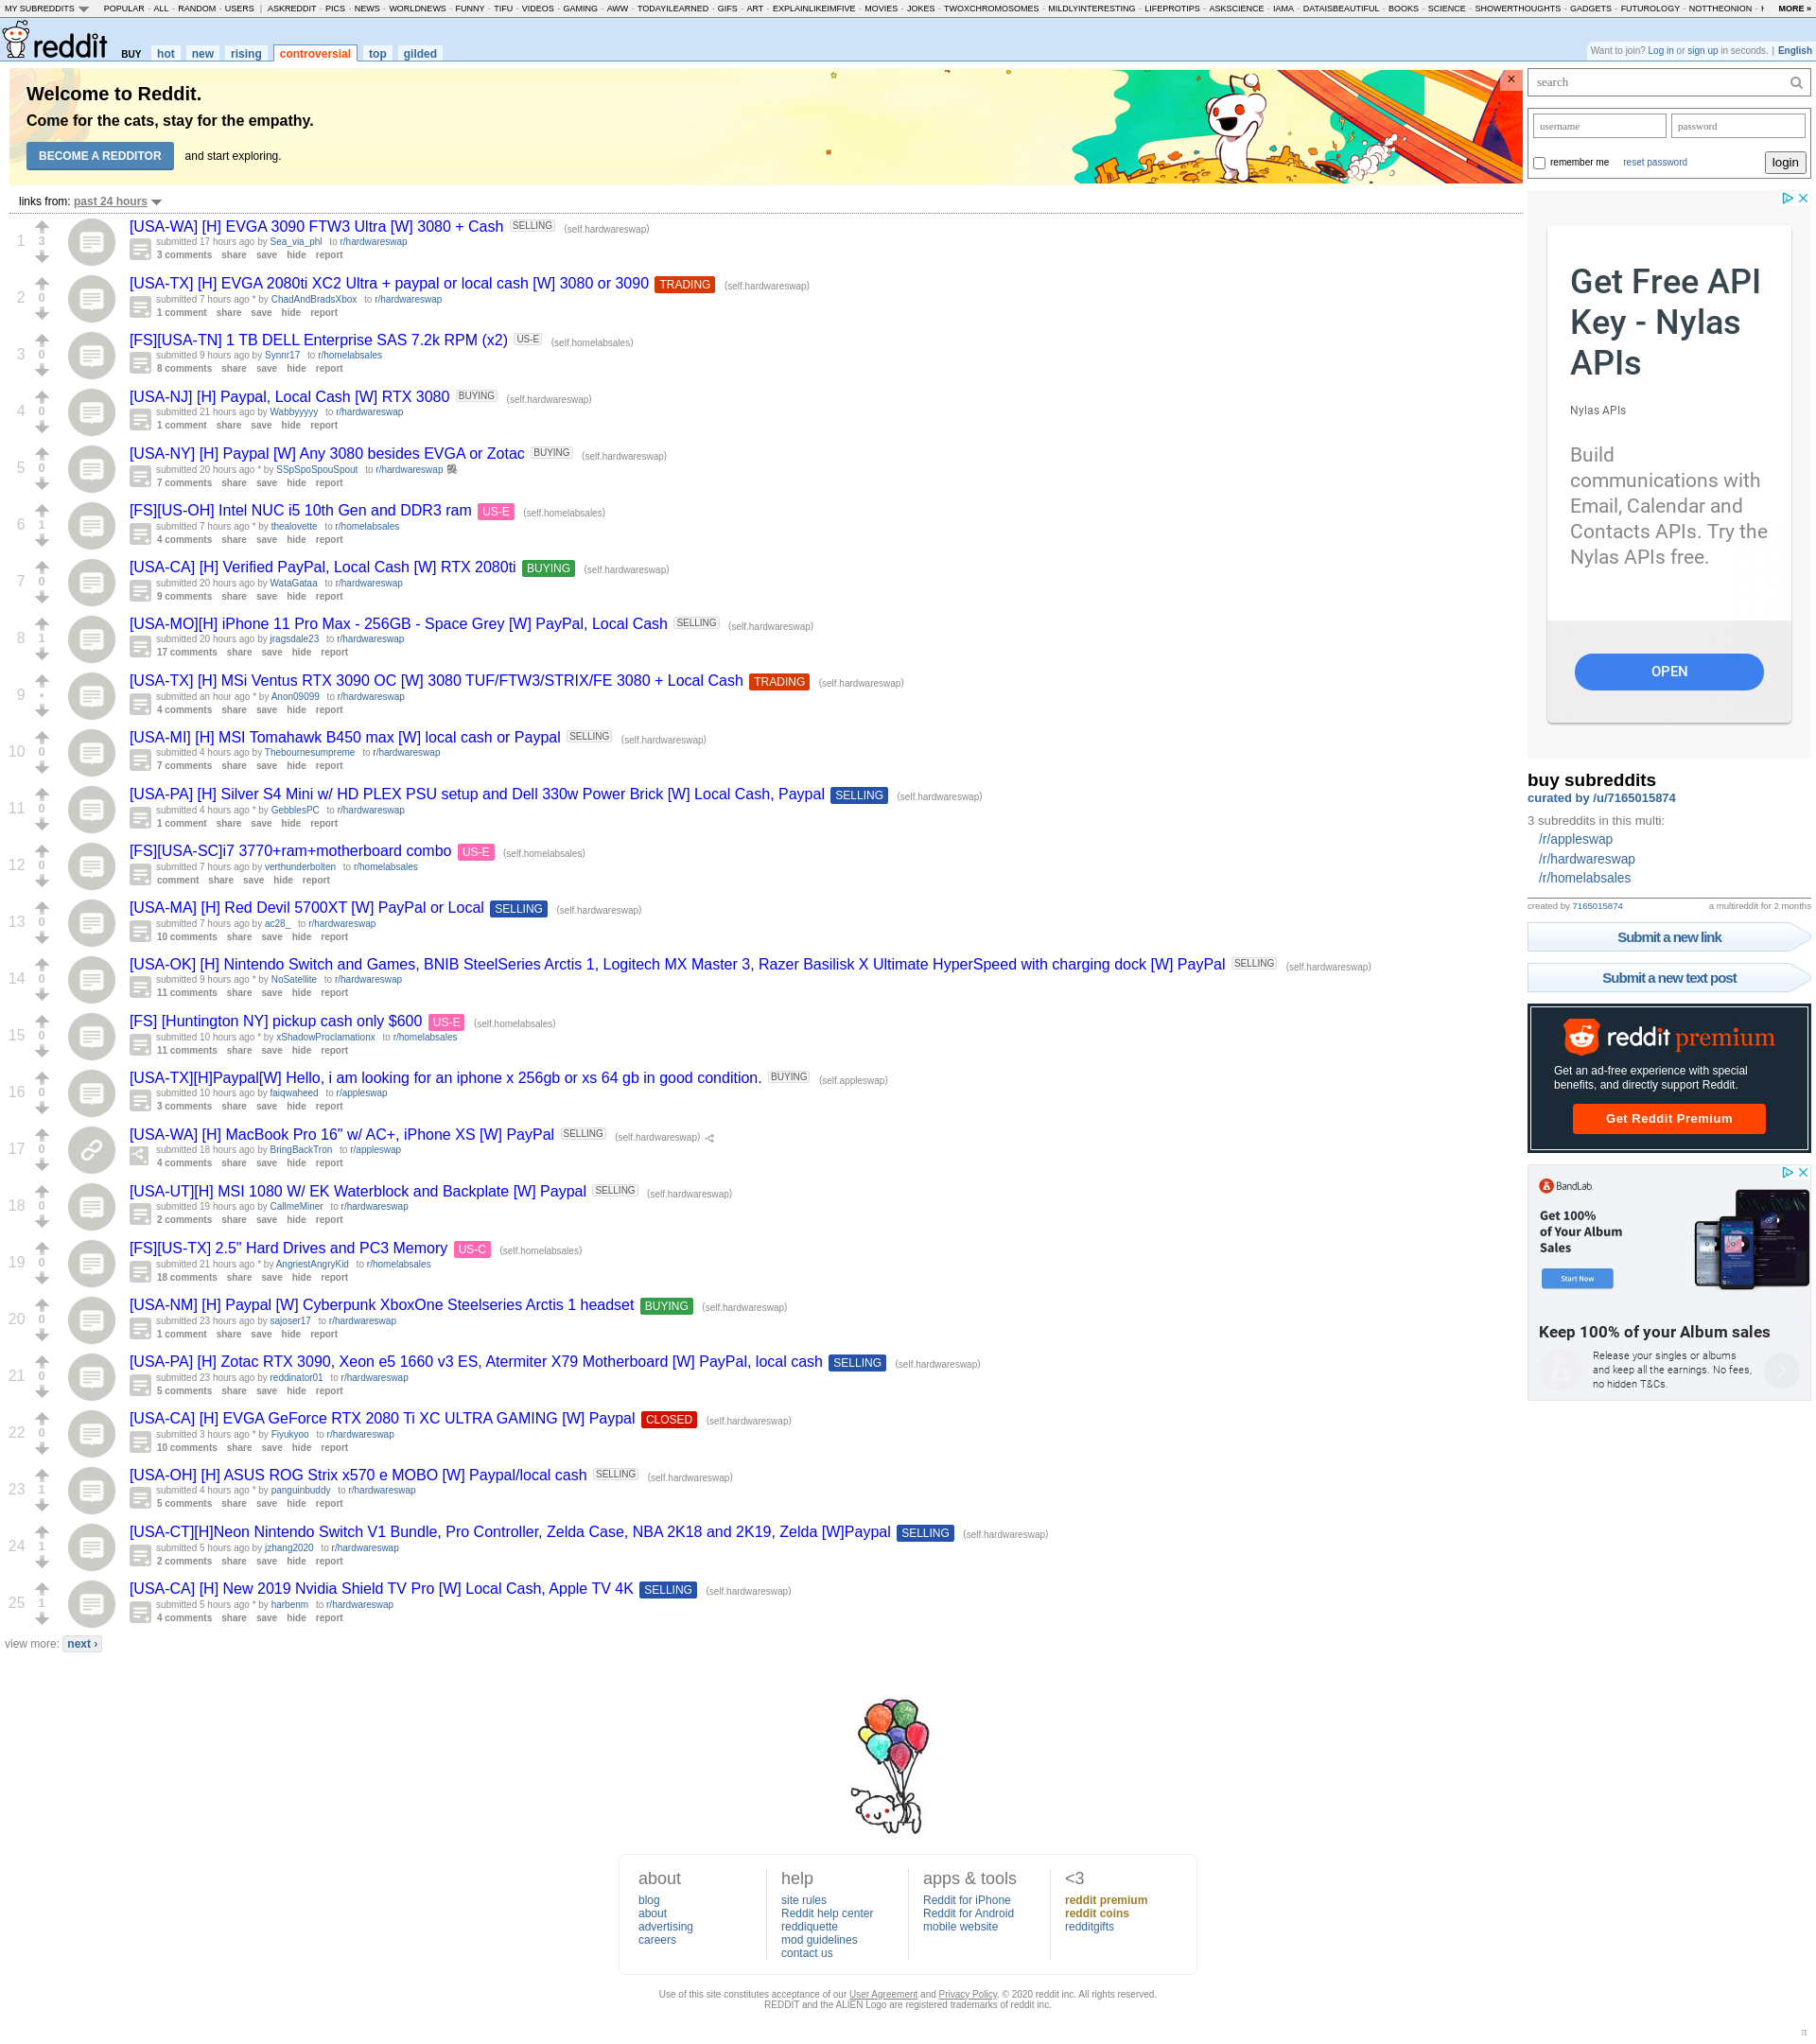 MY SUBREDDITS POPULAR - ALL - RANDOM - USERS | ASKREDDIT - PICS - NEWS - WORLDNEWS - FUNNY - TIFU - VIDEOS - GAMING - AWW - TODAYILEARNED - GIFS - ART - EXPLAINLIKEIMFIVE - MOVIES - JOKES - TWOXCHROMOSOMES - MILDLYINTERESTING - LIFEPROTIPS - ASKSCIENCE - IAMA - DATAISBEAUTIFUL - BOOKS - SCIENCE - SHOWERTHOUGHTS - GADGETS - FUTUROLOGY - NOTTHEONION - MORE »
reddit BUY hot new rising controversial top gilded
Want to join? Log in or sign up in seconds. | English
Welcome to Reddit.
Come for the cats, stay for the empathy.
BECOME A REDDITOR and start exploring.
links from: past 24 hours
1 3 [USA-WA] [H] EVGA 3090 FTW3 Ultra [W] 3080 + Cash SELLING (self.hardwareswap)
submitted 17 hours ago by Sea_via_phl to r/hardwareswap
3 comments share save hide report
2 0 [USA-TX] [H] EVGA 2080ti XC2 Ultra + paypal or local cash [W] 3080 or 3090 TRADING (self.hardwareswap)
submitted 7 hours ago * by ChadAndBradsXbox to r/hardwareswap
1 comment share save hide report
3 0 [FS][USA-TN] 1 TB DELL Enterprise SAS 7.2k RPM (x2) US-E (self.homelabsales)
submitted 9 hours ago by Synnr17 to r/homelabsales
8 comments share save hide report
4 0 [USA-NJ] [H] Paypal, Local Cash [W] RTX 3080 BUYING (self.hardwareswap)
submitted 21 hours ago by Wabbyyyyy to r/hardwareswap
1 comment share save hide report
5 0 [USA-NY] [H] Paypal [W] Any 3080 besides EVGA or Zotac BUYING (self.hardwareswap)
submitted 20 hours ago * by SSpSpoSpouSpout to r/hardwareswap
7 comments share save hide report
6 1 [FS][US-OH] Intel NUC i5 10th Gen and DDR3 ram US-E (self.homelabsales)
submitted 7 hours ago * by thealovette to r/homelabsales
4 comments share save hide report
7 0 [USA-CA] [H] Verified PayPal, Local Cash [W] RTX 2080ti BUYING (self.hardwareswap)
submitted 20 hours ago by WataGataa to r/hardwareswap
9 comments share save hide report
8 1 [USA-MO][H] iPhone 11 Pro Max - 256GB - Space Grey [W] PayPal, Local Cash SELLING (self.hardwareswap)
submitted 20 hours ago by jragsdale23 to r/hardwareswap
17 comments share save hide report
9 • [USA-TX] [H] MSi Ventus RTX 3090 OC [W] 3080 TUF/FTW3/STRIX/FE 3080 + Local Cash TRADING (self.hardwareswap)
submitted an hour ago * by Anon09099 to r/hardwareswap
4 comments share save hide report
10 0 [USA-MI] [H] MSI Tomahawk B450 max [W] local cash or Paypal SELLING (self.hardwareswap)
submitted 4 hours ago by Thebournesumpreme to r/hardwareswap
7 comments share save hide report
11 0 [USA-PA] [H] Silver S4 Mini w/ HD PLEX PSU setup and Dell 330w Power Brick [W] Local Cash, Paypal SELLING (self.hardwareswap)
submitted 4 hours ago by GebblesPC to r/hardwareswap
1 comment share save hide report
12 0 [FS][USA-SC]i7 3770+ram+motherboard combo US-E (self.homelabsales)
submitted 7 hours ago by verthunderbolten to r/homelabsales
comment share save hide report
13 0 [USA-MA] [H] Red Devil 5700XT [W] PayPal or Local SELLING (self.hardwareswap)
submitted 7 hours ago by ac28_ to r/hardwareswap
10 comments share save hide report
14 0 [USA-OK] [H] Nintendo Switch and Games, BNIB SteelSeries Arctis 1, Logitech MX Master 3, Razer Basilisk X Ultimate HyperSpeed with charging dock [W] PayPal SELLING (self.hardwareswap)
submitted 9 hours ago by NoSatellite to r/hardwareswap
11 comments share save hide report
15 0 [FS] [Huntington NY] pickup cash only $600 US-E (self.homelabsales)
submitted 10 hours ago * by xShadowProclamationx to r/homelabsales
11 comments share save hide report
16 0 [USA-TX][H]Paypal[W] Hello, i am looking for an iphone x 256gb or xs 64 gb in good condition. BUYING (self.appleswap)
submitted 10 hours ago by faiqwaheed to r/appleswap
3 comments share save hide report
17 0 [USA-WA] [H] MacBook Pro 16" w/ AC+, iPhone XS [W] PayPal SELLING (self.hardwareswap)
submitted 18 hours ago by BringBackTron to r/appleswap
4 comments share save hide report
18 0 [USA-UT][H] MSI 1080 W/ EK Waterblock and Backplate [W] Paypal SELLING (self.hardwareswap)
submitted 19 hours ago by CallmeMiner to r/hardwareswap
2 comments share save hide report
19 0 [FS][US-TX] 2.5" Hard Drives and PC3 Memory US-C (self.homelabsales)
submitted 21 hours ago * by AngriestAngryKid to r/homelabsales
18 comments share save hide report
20 0 [USA-NM] [H] Paypal [W] Cyberpunk XboxOne Steelseries Arctis 1 headset BUYING (self.hardwareswap)
submitted 23 hours ago by sajoser17 to r/hardwareswap
1 comment share save hide report
21 0 [USA-PA] [H] Zotac RTX 3090, Xeon e5 1660 v3 ES, Atermiter X79 Motherboard [W] PayPal, local cash SELLING (self.hardwareswap)
submitted 23 hours ago by reddinator01 to r/hardwareswap
5 comments share save hide report
22 0 [USA-CA] [H] EVGA GeForce RTX 2080 Ti XC ULTRA GAMING [W] Paypal CLOSED (self.hardwareswap)
submitted 3 hours ago * by Fiyukyoo to r/hardwareswap
10 comments share save hide report
23 1 [USA-OH] [H] ASUS ROG Strix x570 e MOBO [W] Paypal/local cash SELLING (self.hardwareswap)
submitted 4 hours ago * by panguinbuddy to r/hardwareswap
5 comments share save hide report
24 1 [USA-CT][H]Neon Nintendo Switch V1 Bundle, Pro Controller, Zelda Case, NBA 2K18 and 2K19, Zelda [W]Paypal SELLING (self.hardwareswap)
submitted 5 hours ago by jzhang2020 to r/hardwareswap
2 comments share save hide report
25 1 [USA-CA] [H] New 2019 Nvidia Shield TV Pro [W] Local Cash, Apple TV 4K SELLING (self.hardwareswap)
submitted 5 hours ago * by harbenm to r/hardwareswap
4 comments share save hide report
view more: next ›
search
username password
remember me reset password login
Get Free API
Key - Nylas
APIs
Nylas APIs
Build
communications with
Email, Calendar and
Contacts APIs. Try the
Nylas APIs free.
OPEN
buy subreddits
curated by /u/7165015874
3 subreddits in this multi:
/r/appleswap
/r/hardwareswap
/r/homelabsales
created by 7165015874 a multireddit for 2 months
Submit a new link
Submit a new text post
reddit premium
Get an ad-free experience with special
benefits, and directly support Reddit.
Get Reddit Premium
BandLab
Get 100%
of Your Album
Sales
Start Now
Keep 100% of your Album sales
Release your singles or albums
and keep all the earnings. No fees,
no hidden T&Cs.
about
blog
about
advertising
careers
help
site rules
Reddit help center
reddiquette
mod guidelines
contact us
apps & tools
Reddit for iPhone
Reddit for Android
mobile website
<3
reddit premium
reddit coins
redditgifts
Use of this site constitutes acceptance of our User Agreement and Privacy Policy. © 2020 reddit inc. All rights reserved.
REDDIT and the ALIEN Logo are registered trademarks of reddit inc.
π